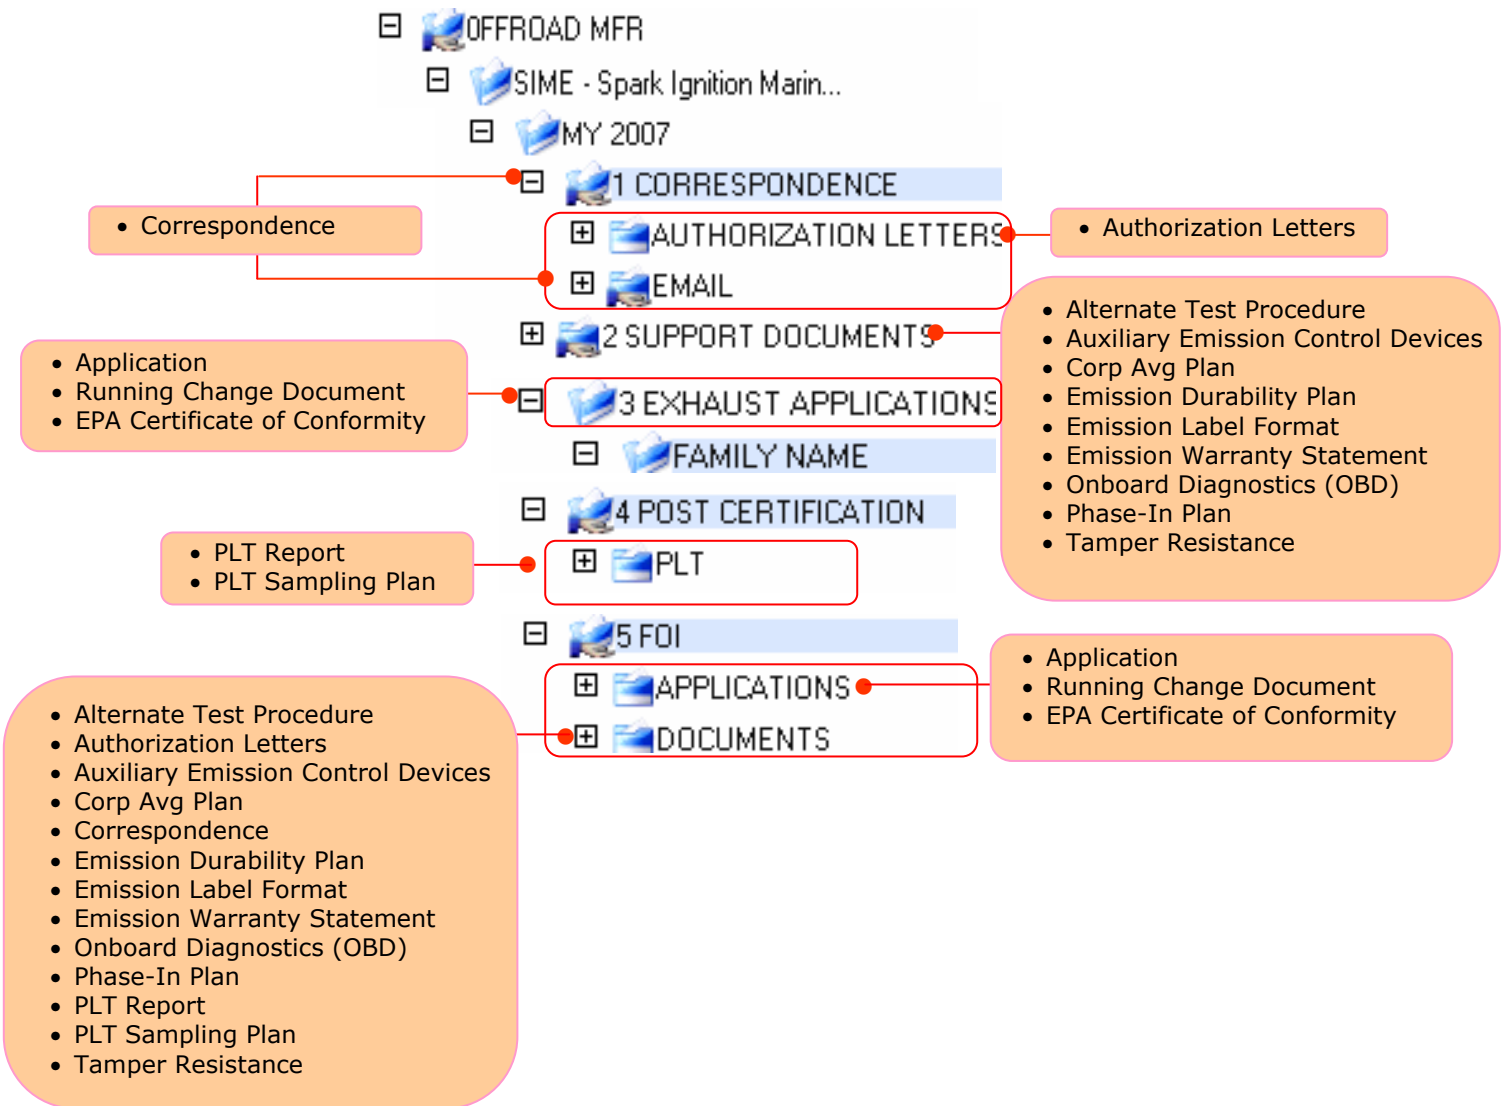 OFFROAD MFR
SIME - Spark Ignition Marin...
MY 2007
1 CORRESPONDENCE
• Correspondence
AUTHORIZATION LETTERS
• Authorization Letters
EMAIL
2 SUPPORT DOCUMENTS
• Alternate Test Procedure
• Auxiliary Emission Control Devices
• Corp Avg Plan
• Emission Durability Plan
• Emission Label Format
• Emission Warranty Statement
• Onboard Diagnostics (OBD)
• Phase-In Plan
• Tamper Resistance
• Application
• Running Change Document
• EPA Certificate of Conformity
3 EXHAUST APPLICATIONS
FAMILY NAME
4 POST CERTIFICATION
• PLT Report
• PLT Sampling Plan
PLT
5 FOI
APPLICATIONS
• Application
• Running Change Document
• EPA Certificate of Conformity
DOCUMENTS
• Alternate Test Procedure
• Authorization Letters
• Auxiliary Emission Control Devices
• Corp Avg Plan
• Correspondence
• Emission Durability Plan
• Emission Label Format
• Emission Warranty Statement
• Onboard Diagnostics (OBD)
• Phase-In Plan
• PLT Report
• PLT Sampling Plan
• Tamper Resistance